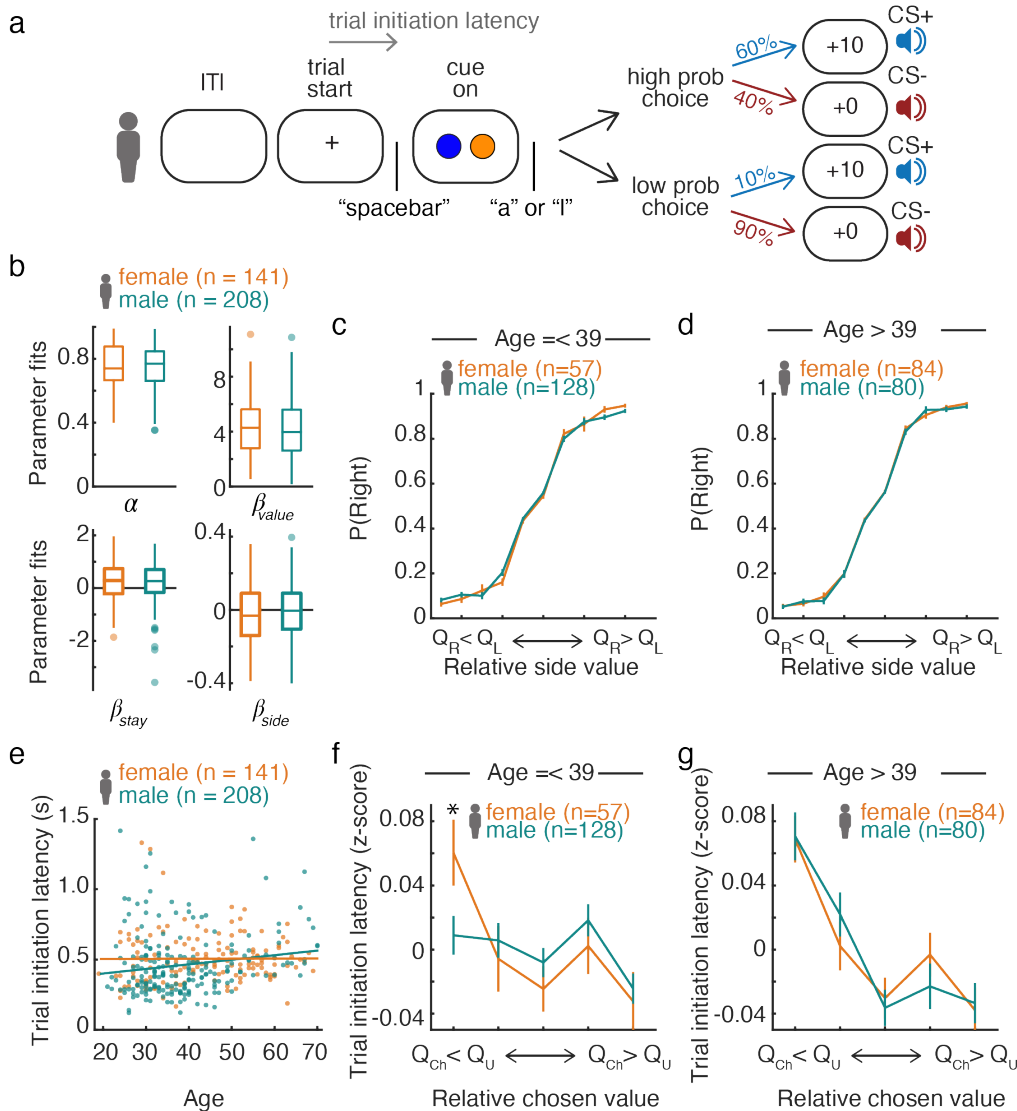 a
trial initiation latency
ITI
trial
start
cue
on
+
“spacebar”
“a” or “l”
high prob
choice
low prob
choice
60%
40%
10%
90%
+10
CS+
+0
CS-
+10
CS+
+0
CS-
b
female (n = 141)
male (n = 208)
Parameter fits
0.8
0.4
0
α
8
4
0
βvalue
Parameter fits
2
0
-2
βstay
0.4
0
-0.4
βside
c
Age =< 39
female (n=57)
male (n=128)
P(Right)
1
0.8
0.6
0.4
0.2
0
QR< QL
QR> QL
Relative side value
d
Age > 39
female (n=84)
male (n=80)
P(Right)
1
0.8
0.6
0.4
0.2
0
QR< QL
QR> QL
Relative side value
e
female (n = 141)
male (n = 208)
Trial initiation latency (s)
1.5
1.0
0.5
0
20 30 40 50 60 70
Age
f
Age =< 39
female (n=57)
male (n=128)
*
Trial initiation latency (z-score)
0.08
0.04
0
-0.04
QCh< QU
QCh> QU
Relative chosen value
g
Age > 39
female (n=84)
male (n=80)
Trial initiation latency (z-score)
0.08
0.04
0
-0.04
QCh< QU
QCh> QU
Relative chosen value